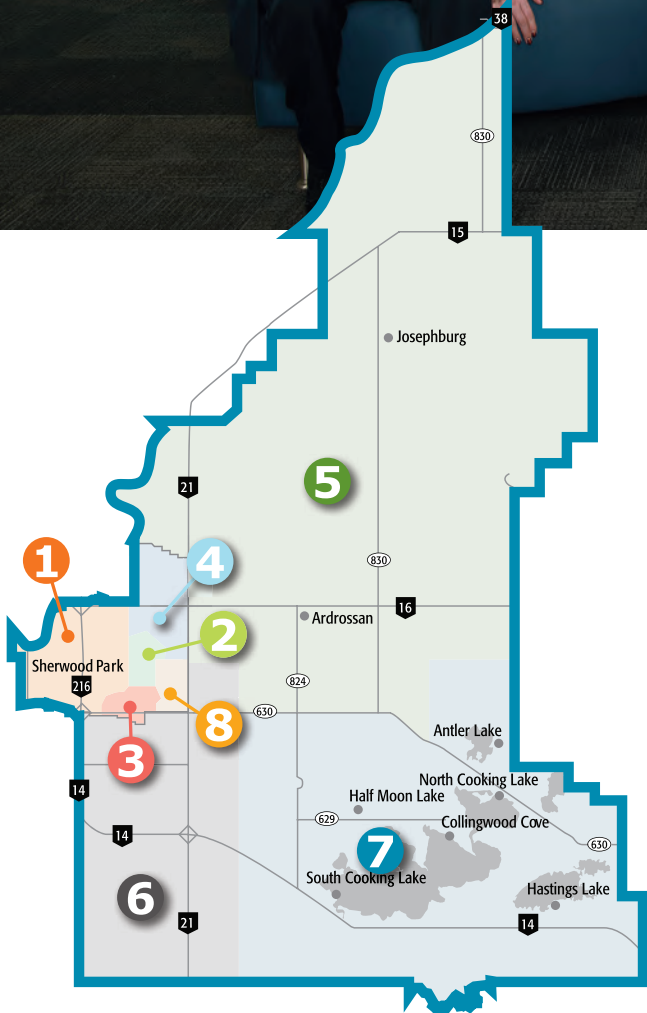 38
830
15
Josephburg
5
21
1
4
830
16
Ardrossan
2
Sherwood Park
216
824
8
630
3
Antler Lake
North Cooking Lake
14
Half Moon Lake
629
Collingwood Cove
14
630
7
South Cooking Lake
6
Hastings Lake
21
14